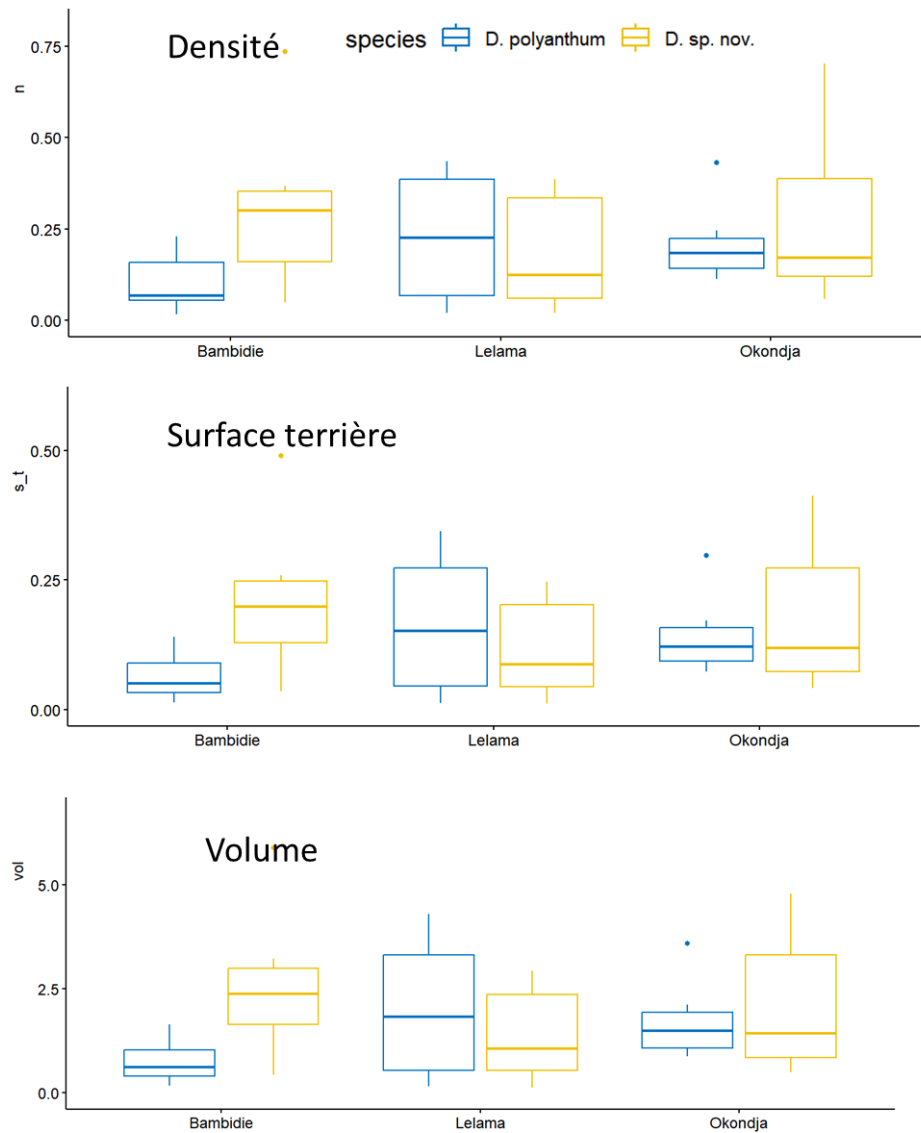 Densité
species D. polyanthum D. sp. nov.
n
0.75
0.50
0.25
0.00
Bambidie Lelama Okondja
Surface terrière
s_t
0.50
0.25
0.00
Bambidie Lelama Okondja
Volume
vol
5.0
2.5
0.0
Bambidie Lelama Okondja